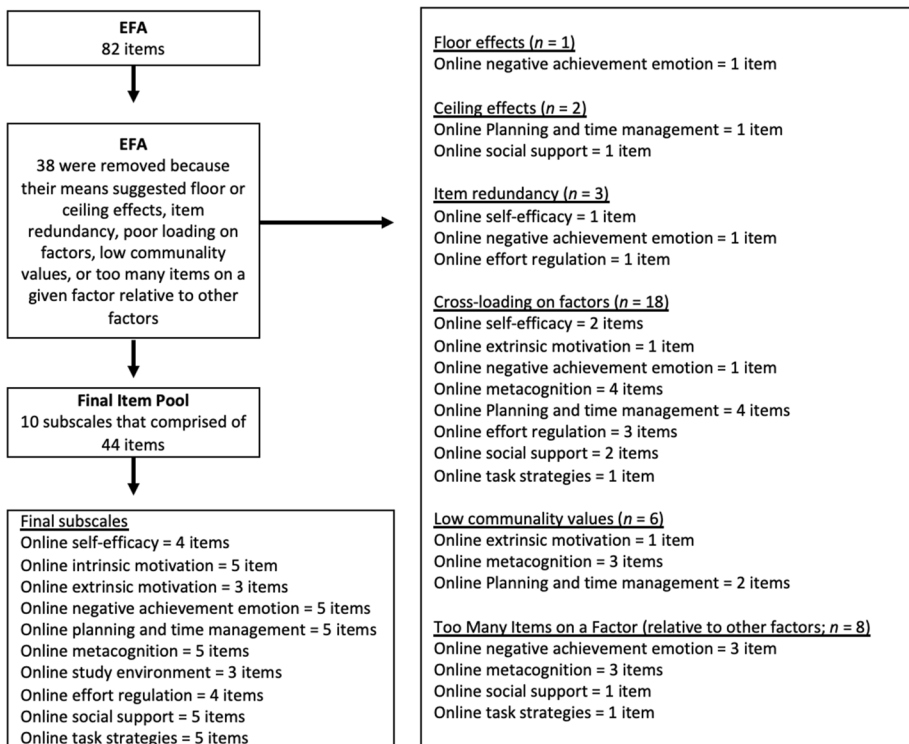 EFA
82 items
EFA
38 were removed because
their means suggested floor or
ceiling effects, item
redundancy, poor loading on
factors, low communality
values, or too many items on a
given factor relative to other
factors
Final Item Pool
10 subscales that comprised of
44 items
Final subscales
Online self-efficacy = 4 items
Online intrinsic motivation = 5 item
Online extrinsic motivation = 3 items
Online negative achievement emotion = 5 items
Online planning and time management = 5 items
Online metacognition = 5 items
Online study environment = 3 items
Online effort regulation = 4 items
Online social support = 5 items
Online task strategies = 5 items
Floor effects (n = 1)
Online negative achievement emotion = 1 item
Ceiling effects (n = 2)
Online Planning and time management = 1 item
Online social support = 1 item
Item redundancy (n = 3)
Online self-efficacy = 1 item
Online negative achievement emotion = 1 item
Online effort regulation = 1 item
Cross-loading on factors (n = 18)
Online self-efficacy = 2 items
Online extrinsic motivation = 1 item
Online negative achievement emotion = 1 item
Online metacognition = 4 items
Online Planning and time management = 4 items
Online effort regulation = 3 items
Online social support = 2 items
Online task strategies = 1 item
Low communality values (n = 6)
Online extrinsic motivation = 1 item
Online metacognition = 3 items
Online Planning and time management = 2 items
Too Many Items on a Factor (relative to other factors; n = 8)
Online negative achievement emotion = 3 item
Online metacognition = 3 items
Online social support = 1 item
Online task strategies = 1 item